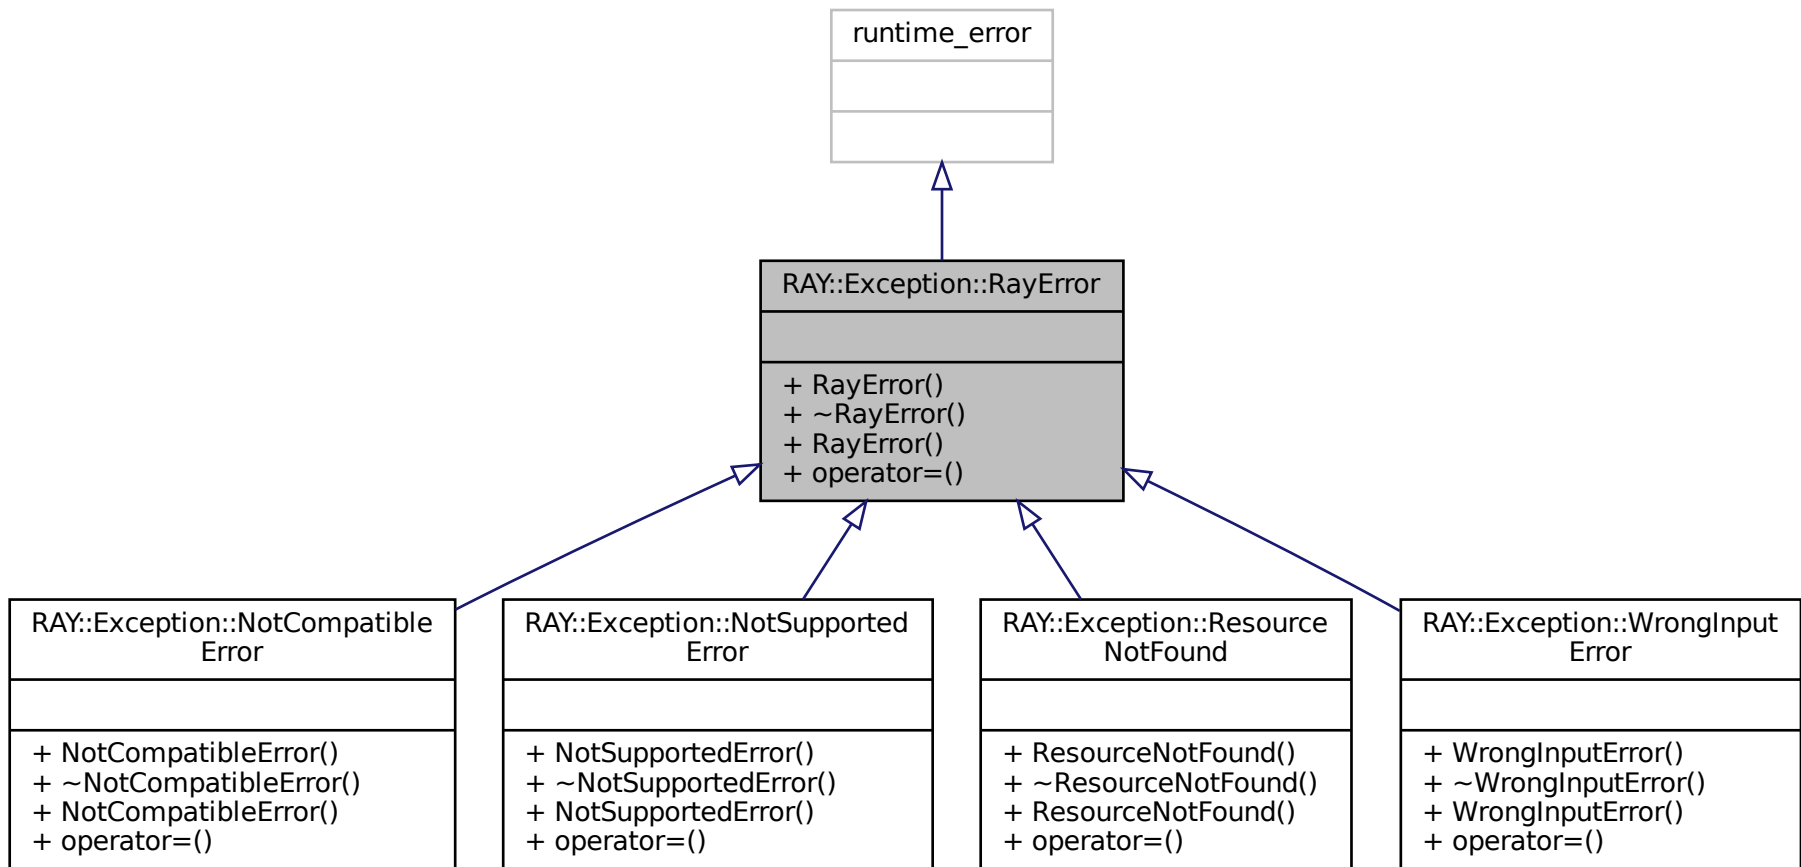 runtime_error
RAY::Exception::RayError
+ RayError()
+ ~RayError()
+ RayError()
+ operator=()
RAY::Exception::NotCompatible
Error
+ NotCompatibleError()
+ ~NotCompatibleError()
+ NotCompatibleError()
+ operator=()
RAY::Exception::NotSupported
Error
+ NotSupportedError()
+ ~NotSupportedError()
+ NotSupportedError()
+ operator=()
RAY::Exception::Resource
NotFound
+ ResourceNotFound()
+ ~ResourceNotFound()
+ ResourceNotFound()
+ operator=()
RAY::Exception::WrongInput
Error
+ WrongInputError()
+ ~WrongInputError()
+ WrongInputError()
+ operator=()